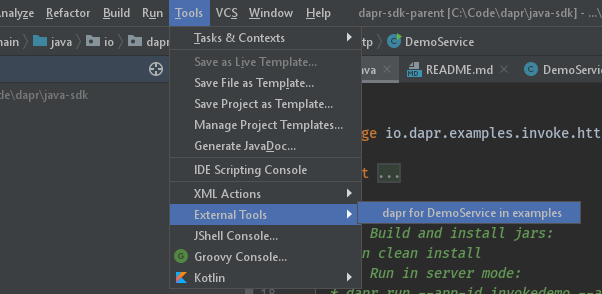 Analyze Refactor Build Run Tools VCS Window Help dapr-sdk-parent [C:\Code\dapr\java-sdk] - ...\
main java io dapr tp DemoService
Tasks & Contexts
Save as Live Template...
Save File as Template...
Save Project as Template...
Manage Project Templates...
Generate JavaDoc...
IDE Scripting Console
XML Actions
External Tools
JShell Console...
Groovy Console...
Kotlin
dapr for DemoService in examples
de\dapr\java-sdk
ava README.md DemoServic
ge io.dapr.examples.invoke.htt
t ...
Build and install jars:
n clean install
Run in server mode:
18 * dapr run --app-id invokedemo --a